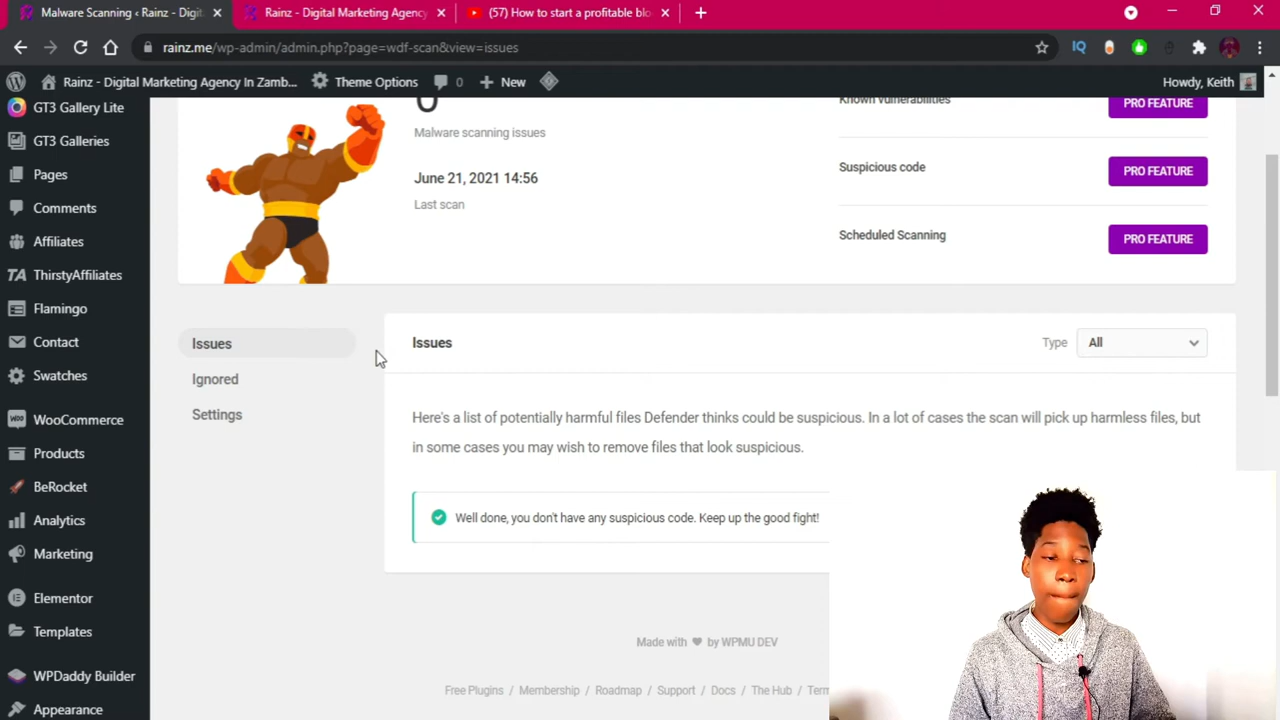 Malware Scanning ‹ Rainz - Digit
Rainz - Digital Marketing Agency
(57) How to start a profitable blo
rainz.me/wp-admin/admin.php?page=wdf-scan&view=issues
IQ
Rainz - Digital Marketing Agency In Zamb...
Theme Options
0
New
Howdy, Keith
GT3 Gallery Lite
GT3 Galleries
Pages
Comments
Affiliates
TA ThirstyAffiliates
Flamingo
Contact
Swatches
WooCommerce
Products
BeRocket
Analytics
Marketing
Elementor
Templates
WPDaddy Builder
Appearance
0
Malware scanning issues
June 21, 2021 14:56
Last scan
Known vulnerabilities
PRO FEATURE
Suspicious code
PRO FEATURE
Scheduled Scanning
PRO FEATURE
Issues
Ignored
Settings
Issues
Type
All
Here's a list of potentially harmful files Defender thinks could be suspicious. In a lot of cases the scan will pick up harmless files, but
in some cases you may wish to remove files that look suspicious.
Well done, you don't have any suspicious code. Keep up the good fight!
Made with ❤ by WPMU DEV
Free Plugins / Membership / Roadmap / Support / Docs / The Hub / Term